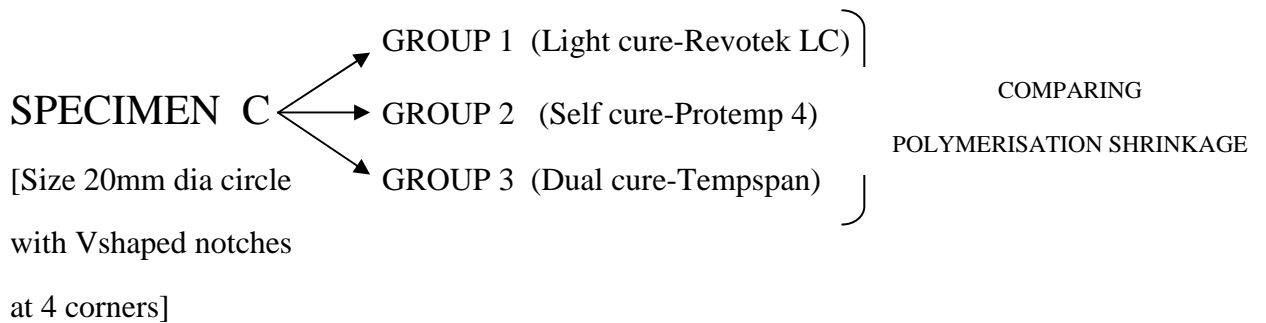 GROUP 1 (Light cure-Revotek LC)
SPECIMEN C
GROUP 2 (Self cure-Protemp 4)
COMPARING
POLYMERISATION SHRINKAGE
[Size 20mm dia circle
GROUP 3 (Dual cure-Tempspan)
with Vshaped notches
at 4 corners]